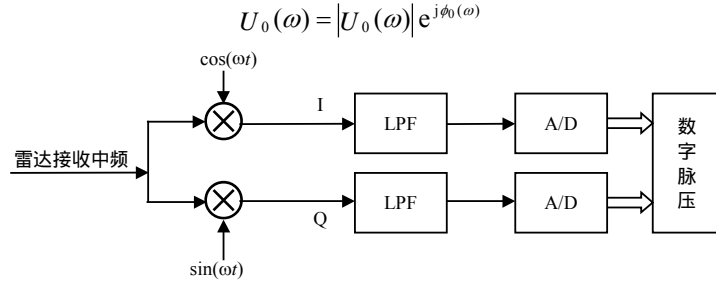 U₀(ω) = |U₀(ω)| e^{jϕ₀(ω)}
cos(ωt)
I
LPF
A/D
雷达接收中频
数字脉压
LPF
A/D
Q
sin(ωt)